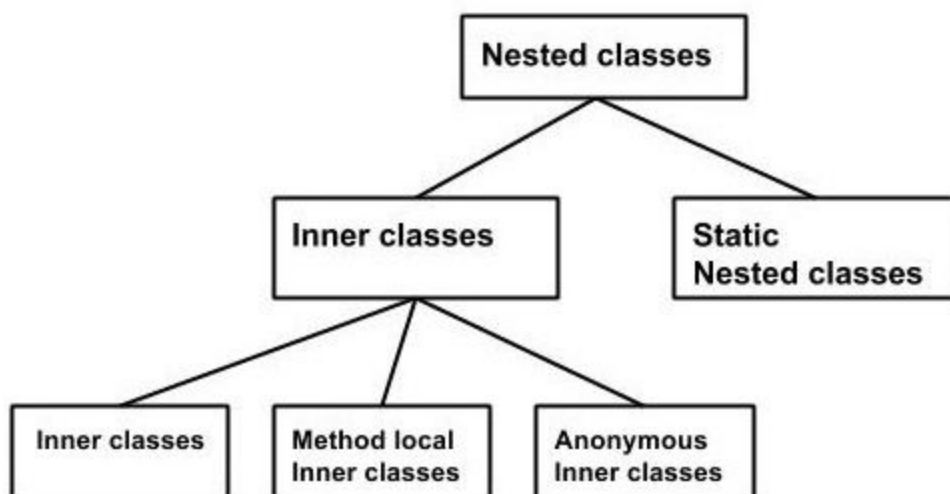 Nested classes
Inner classes
Static
Nested classes
Inner classes
Method local
Inner classes
Anonymous
Inner classes